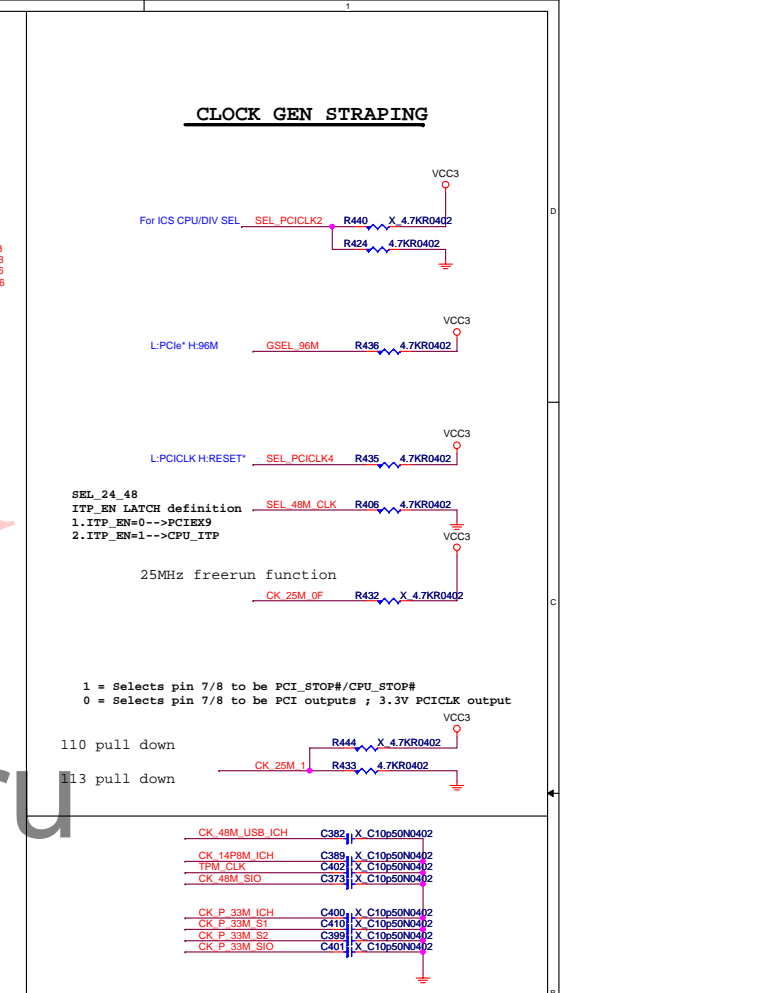 1
CLOCK GEN STRAPING
VCC3
D
For ICS CPU/DIV SEL SEL_PCICLK2 R440 X_4.7KR0402
R424 4.7KR0402
3
3
6
6
VCC3
L:PCIe* H:96M GSEL_96M R436 4.7KR0402
VCC3
L:PCICLK H:RESET* SEL_PCICLK4 R435 4.7KR0402
SEL_24_48
ITP_EN LATCH definition SEL_48M_CLK R406 4.7KR0402
1.ITP_EN=0-->PCIEX9
2.ITP_EN=1-->CPU_ITP
VCC3
25MHz freerun function
CK_25M_0F R432 X_4.7KR0402
C
1 = Selects pin 7/8 to be PCI_STOP#/CPU_STOP#
0 = Selects pin 7/8 to be PCI outputs ; 3.3V PCICLK output
VCC3
110 pull down R444 X_4.7KR0402
CK_25M_1 R433 4.7KR0402
113 pull down
ru
CK_48M_USB_ICH C382 X_C10p50N0402
CK_14P8M_ICH C389 X_C10p50N0402
TPM_CLK C402 X_C10p50N0402
CK_48M_SIO C373 X_C10p50N0402
CK_P_33M_ICH C400 X_C10p50N0402
CK_P_33M_S1 C410 X_C10p50N0402
CK_P_33M_S2 C399 X_C10p50N0402
CK_P_33M_SIO C401 X_C10p50N0402